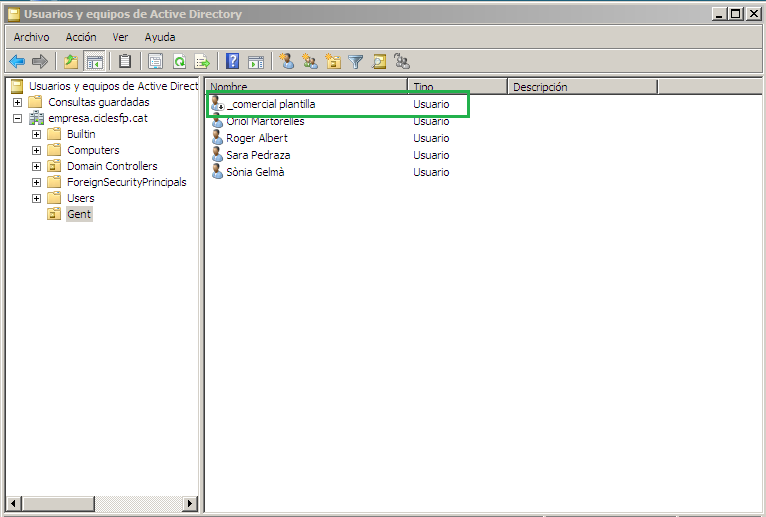 Usuarios y equipos de Active Directory
Archivo Acción Ver Ayuda
Usuarios y equipos de Active Direct
Consultas guardadas
empresa.ciclesfp.cat
Builtin
Computers
Domain Controllers
ForeignSecurityPrincipals
Users
Gent
Nombre Tipo Descripción
_comercial plantilla Usuario
Oriol Martorelles Usuario
Roger Albert Usuario
Sara Pedraza Usuario
Sònia Gelmà Usuario